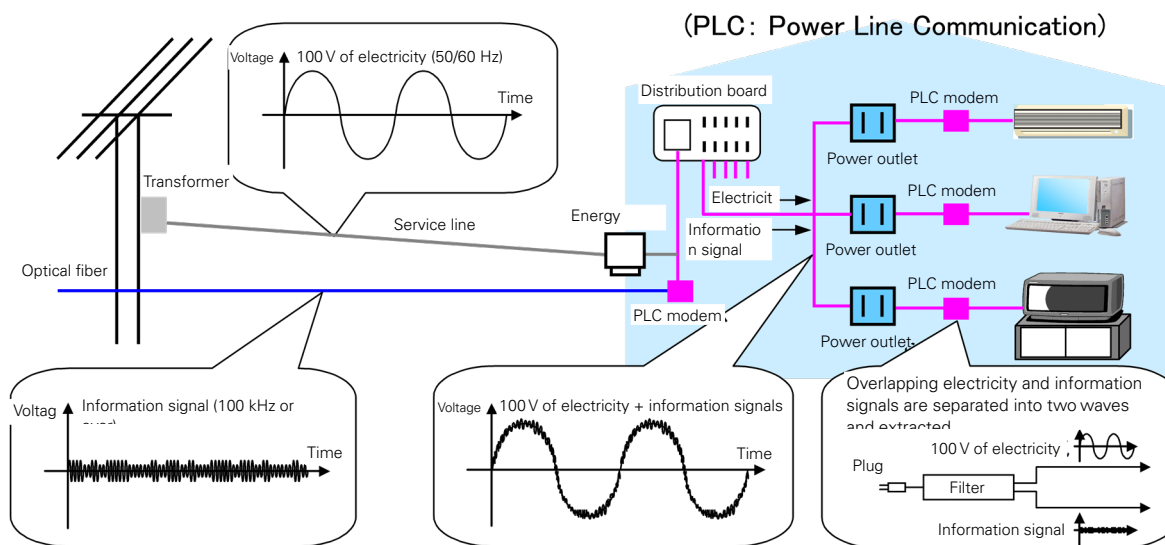 (PLC: Power Line Communication)
Voltage
100 V of electricity (50/60 Hz)
Time
Distribution board
PLC modem
Power outlet
Transformer
Electricit
PLC modem
Service line
Energy
Informatio
n signal
Power outlet
Optical fiber
PLC modem
PLC modem
Power outlet
Voltag
Information signal (100 kHz or
Time
Voltage
100 V of electricity + information signals
Time
Overlapping electricity and information
signals are separated into two waves
and extracted
100 V of electricity
Plug
Filter
Information signal